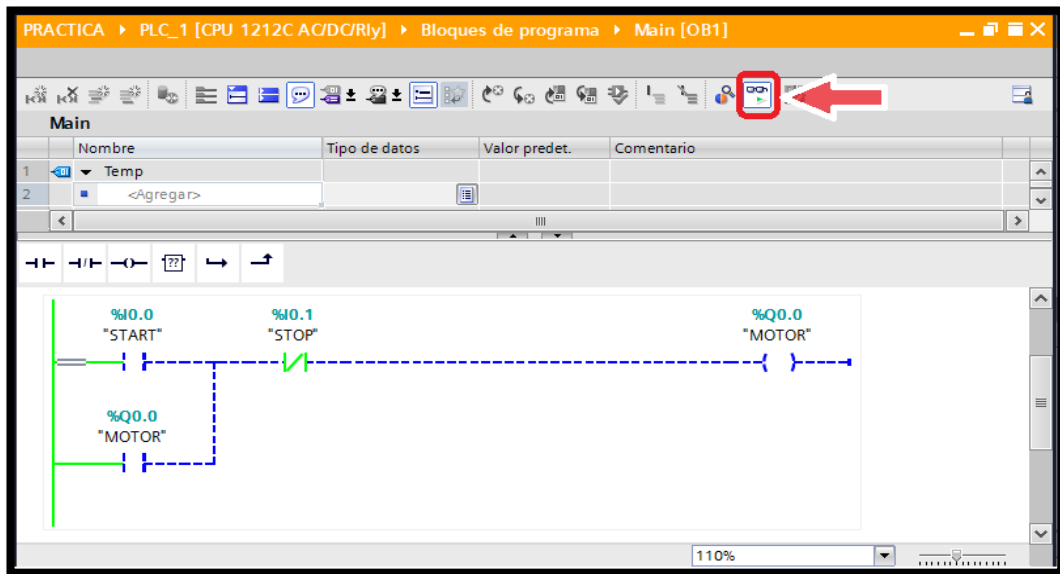 PRACTICA ▸ PLC_1 [CPU 1212C AC/DC/Rly] ▸ Bloques de programa ▸ Main [OB1]
Main
Nombre Tipo de datos Valor predet. Comentario
1 Temp
2 <Agregar>
??
%I0.0 %I0.1 %Q0.0
"START" "STOP" "MOTOR"
%Q0.0
"MOTOR"
110%